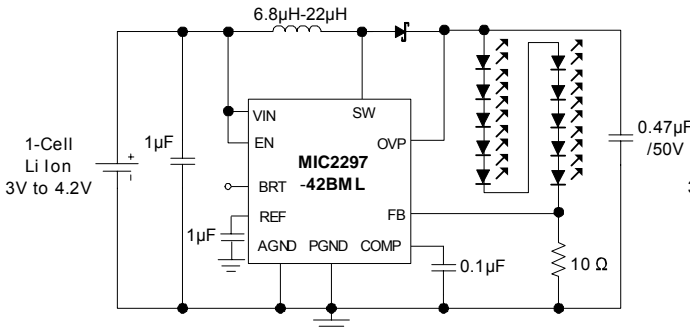 6.8µH-22µH
VIN
SW
EN
OVP
1µF
MIC2297
-42BML
1-Cell
Li Ion
3V to 4.2V
+
-
BRT
REF
FB
1µF
AGND PGND COMP
0.47µF
/50V
0.1µF
10 Ω